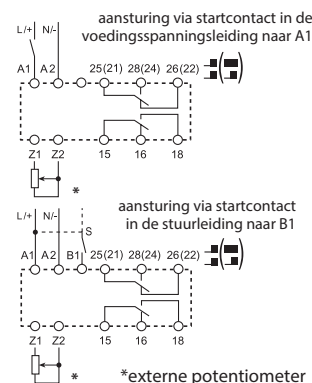 aansturing via startcontact in de
voedingsspanningsleiding naar A1
L/+ N/-
A1 A2 25(21) 28(24) 26(22)
Z1 Z2 15 16 18
*
aansturing via startcontact
in de stuurleiding naar B1
L/+ N/-
S
A1 A2 B1 25(21) 28(24) 26(22)
Z1 Z2 15 16 18
*
*externe potentiometer